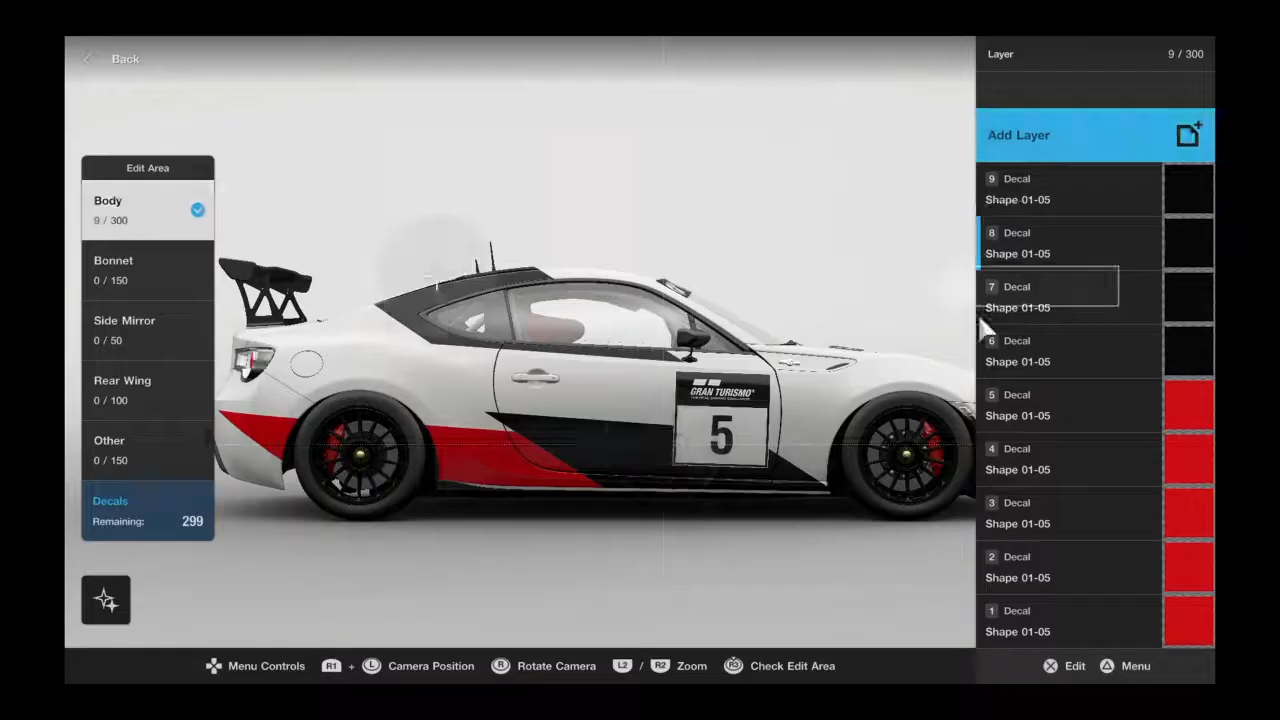 Back
Layer 9 / 300
Add Layer
Edit Area
Body
9 / 300
Bonnet
0 / 150
Side Mirror
0 / 50
Rear Wing
0 / 100
Other
0 / 150
Decals
Remaining: 299
GRAN TURISMO
5
9 Decal
Shape 01-05
8 Decal
Shape 01-05
7 Decal
Shape 01-05
6 Decal
Shape 01-05
5 Decal
Shape 01-05
4 Decal
Shape 01-05
3 Decal
Shape 01-05
2 Decal
Shape 01-05
1 Decal
Shape 01-05
Menu Controls R1 + L Camera Position R Rotate Camera L2 / R2 Zoom R3 Check Edit Area Edit Menu